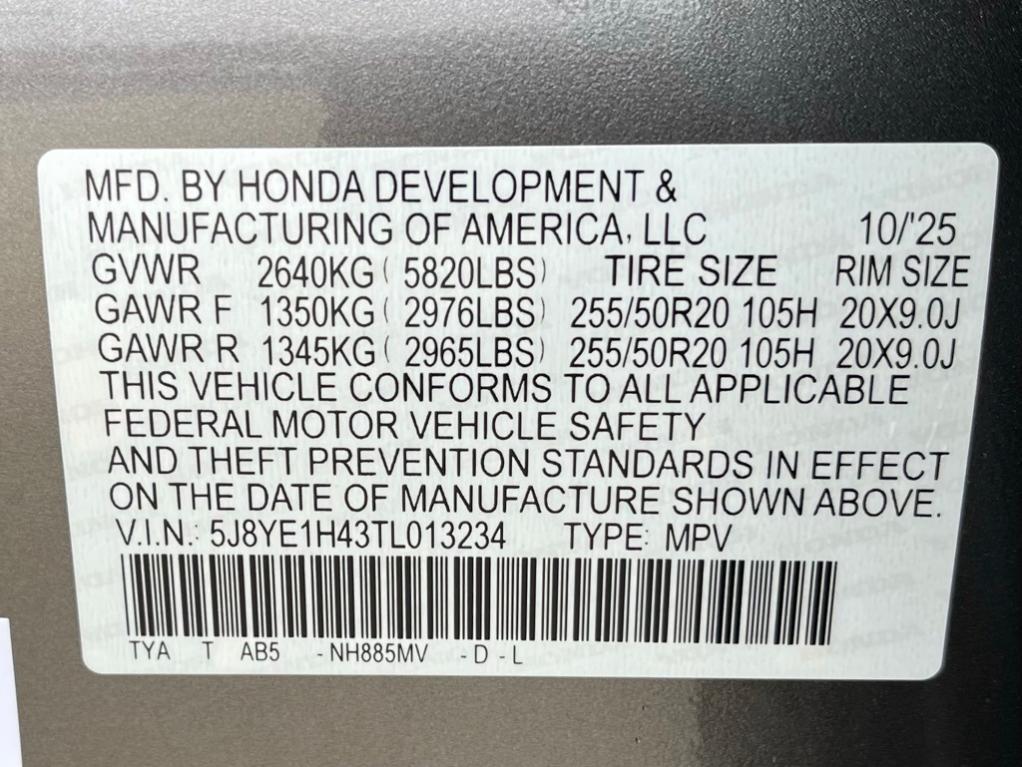 MFD. BY HONDA DEVELOPMENT &
MANUFACTURING OF AMERICA, LLC 10/'25
GVWR 2640KG ( 5820LBS) TIRE SIZE RIM SIZE
GAWR F 1350KG ( 2976LBS) 255/50R20 105H 20X9.0J
GAWR R 1345KG ( 2965LBS) 255/50R20 105H 20X9.0J
THIS VEHICLE CONFORMS TO ALL APPLICABLE
FEDERAL MOTOR VEHICLE SAFETY
AND THEFT PREVENTION STANDARDS IN EFFECT
ON THE DATE OF MANUFACTURE SHOWN ABOVE.
V.I.N.: 5J8YE1H43TL013234 TYPE: MPV
TYA T AB5 -NH885MV - D - L